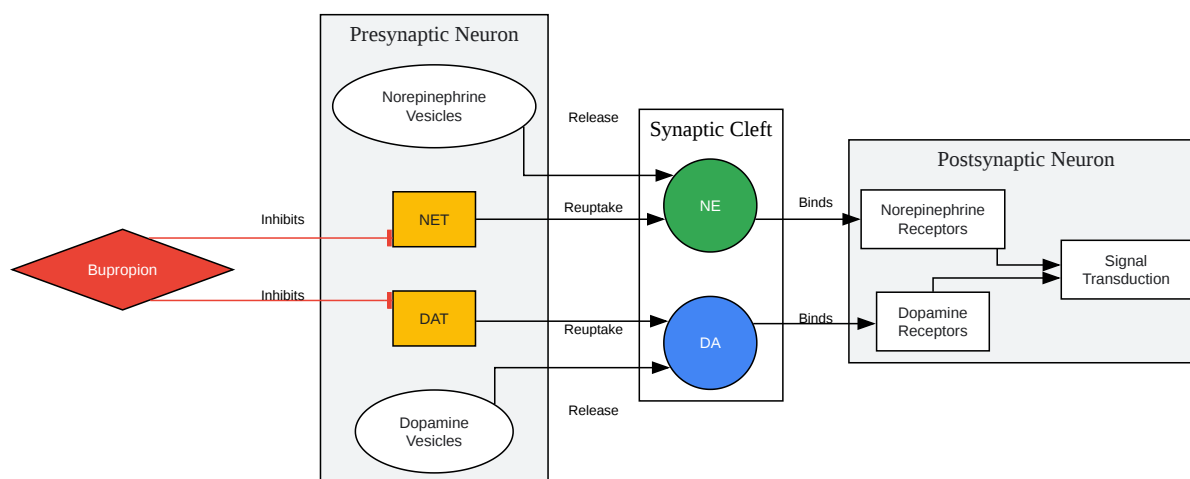 Presynaptic Neuron
Norepinephrine
Vesicles
Release
Synaptic Cleft
Postsynaptic Neuron
NE
Inhibits
NET
Reuptake
Binds
Norepinephrine
Receptors
Bupropion
Signal
Transduction
Inhibits
DAT
Reuptake
DA
Binds
Dopamine
Receptors
Dopamine
Vesicles
Release